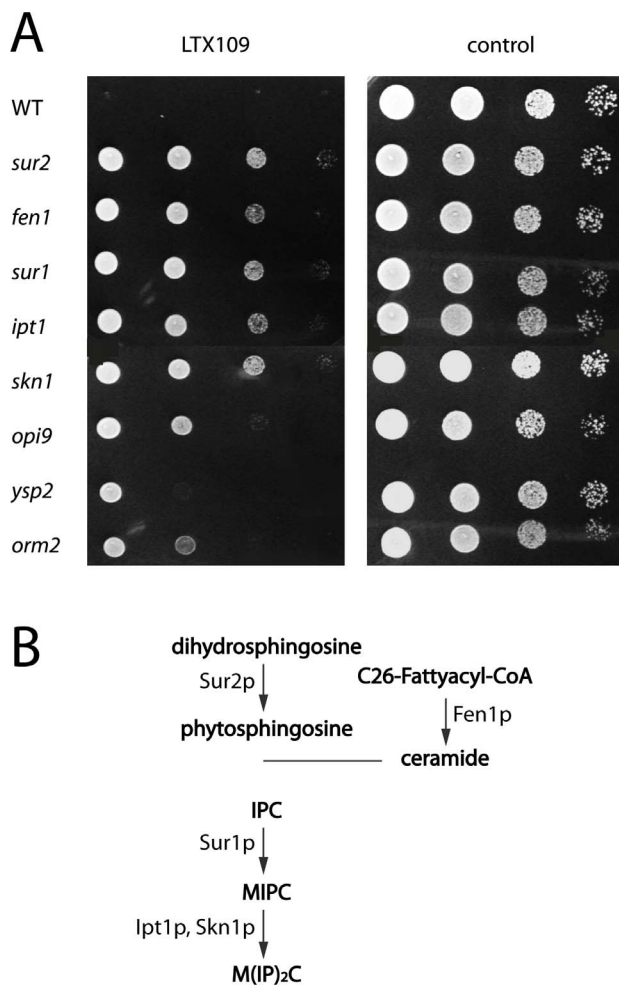 A
LTX109 control
WT
sur2
fen1
sur1
ipt1
skn1
opi9
ysp2
orm2
B
dihydrosphingosine
C26-Fattyacyl-CoA
Sur2p
Fen1p
phytosphingosine
ceramide
IPC
Sur1p
MIPC
Ipt1p, Skn1p
M(IP)₂C